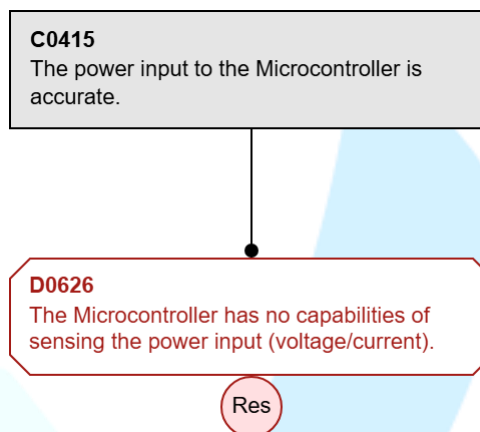 C0415
The power input to the Microcontroller is
accurate.
D0626
The Microcontroller has no capabilities of
sensing the power input (voltage/current).
Res